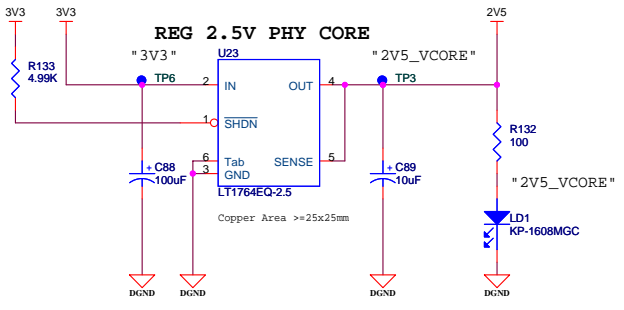 3V3
3V3
2V5
REG 2.5V PHY CORE
"3V3"
U23
"2V5_VCORE"
R133
4.99K
TP6
2
IN
OUT
4
TP3
1
SHDN
R132
100
6
Tab
SENSE
5
3
GND
+
C88
100uF
+
C89
10uF
"2V5_VCORE"
LT1764EQ-2.5
Copper Area >=25x25mm
LD1
KP-1608MGC
DGND
DGND
DGND
DGND